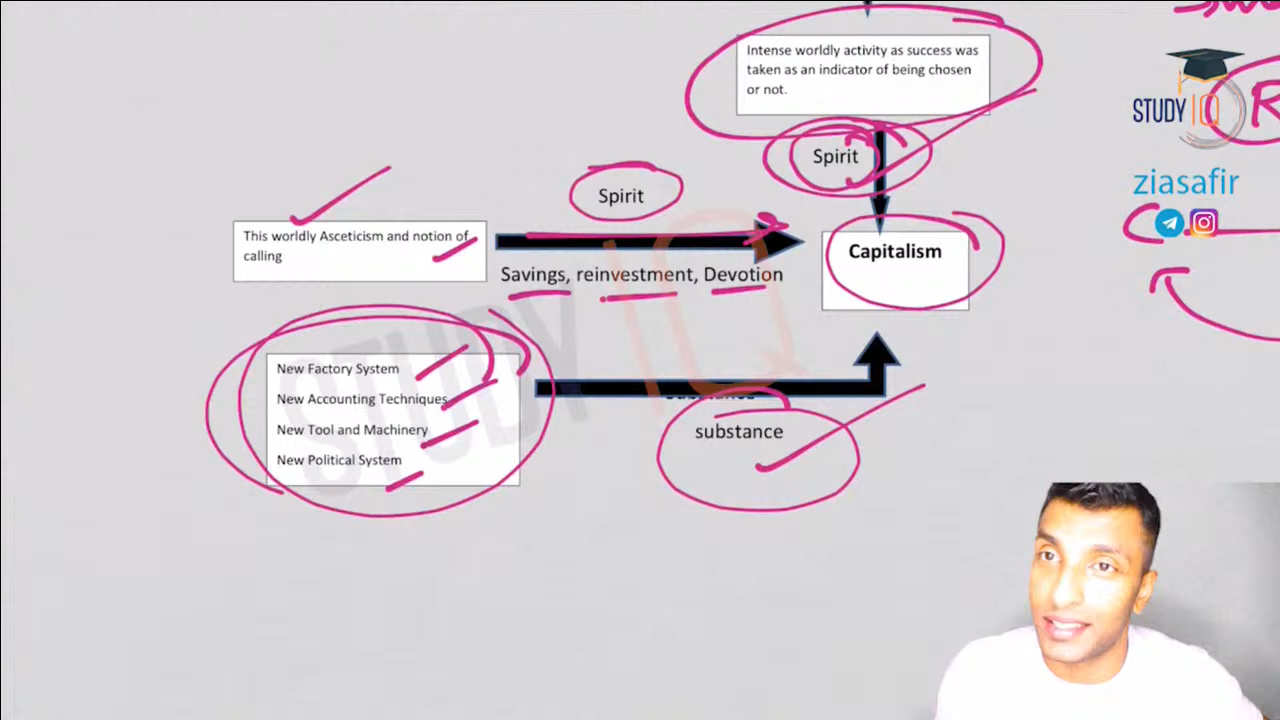 Intense worldly activity as success was
taken as an indicator of being chosen
or not.
STUDY IQ
R
Spirit
ziasafir
Spirit
This worldly Asceticism and notion of
calling
Capitalism
Savings, reinvestment, Devotion
STUDY IQ
New Factory System
New Accounting Techniques
New Tool and Machinery
New Political System
substance